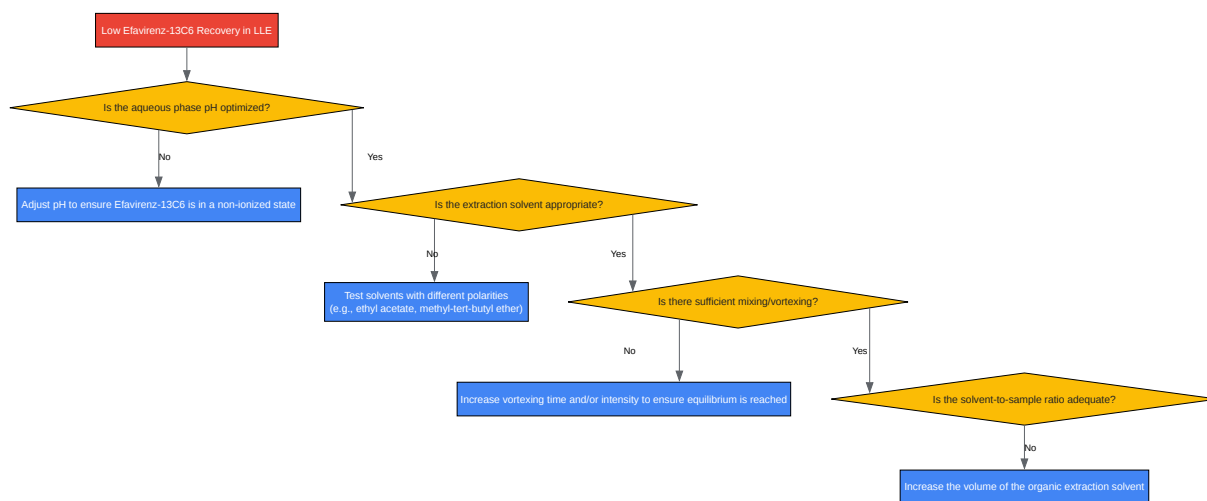 Low Efavirenz-13C6 Recovery in LLE
Is the aqueous phase pH optimized?
No
Yes
Adjust pH to ensure Efavirenz-13C6 is in a non-ionized state
Is the extraction solvent appropriate?
No
Yes
Test solvents with different polarities
(e.g., ethyl acetate, methyl-tert-butyl ether)
Is there sufficient mixing/vortexing?
No
Yes
Increase vortexing time and/or intensity to ensure equilibrium is reached
Is the solvent-to-sample ratio adequate?
No
Increase the volume of the organic extraction solvent